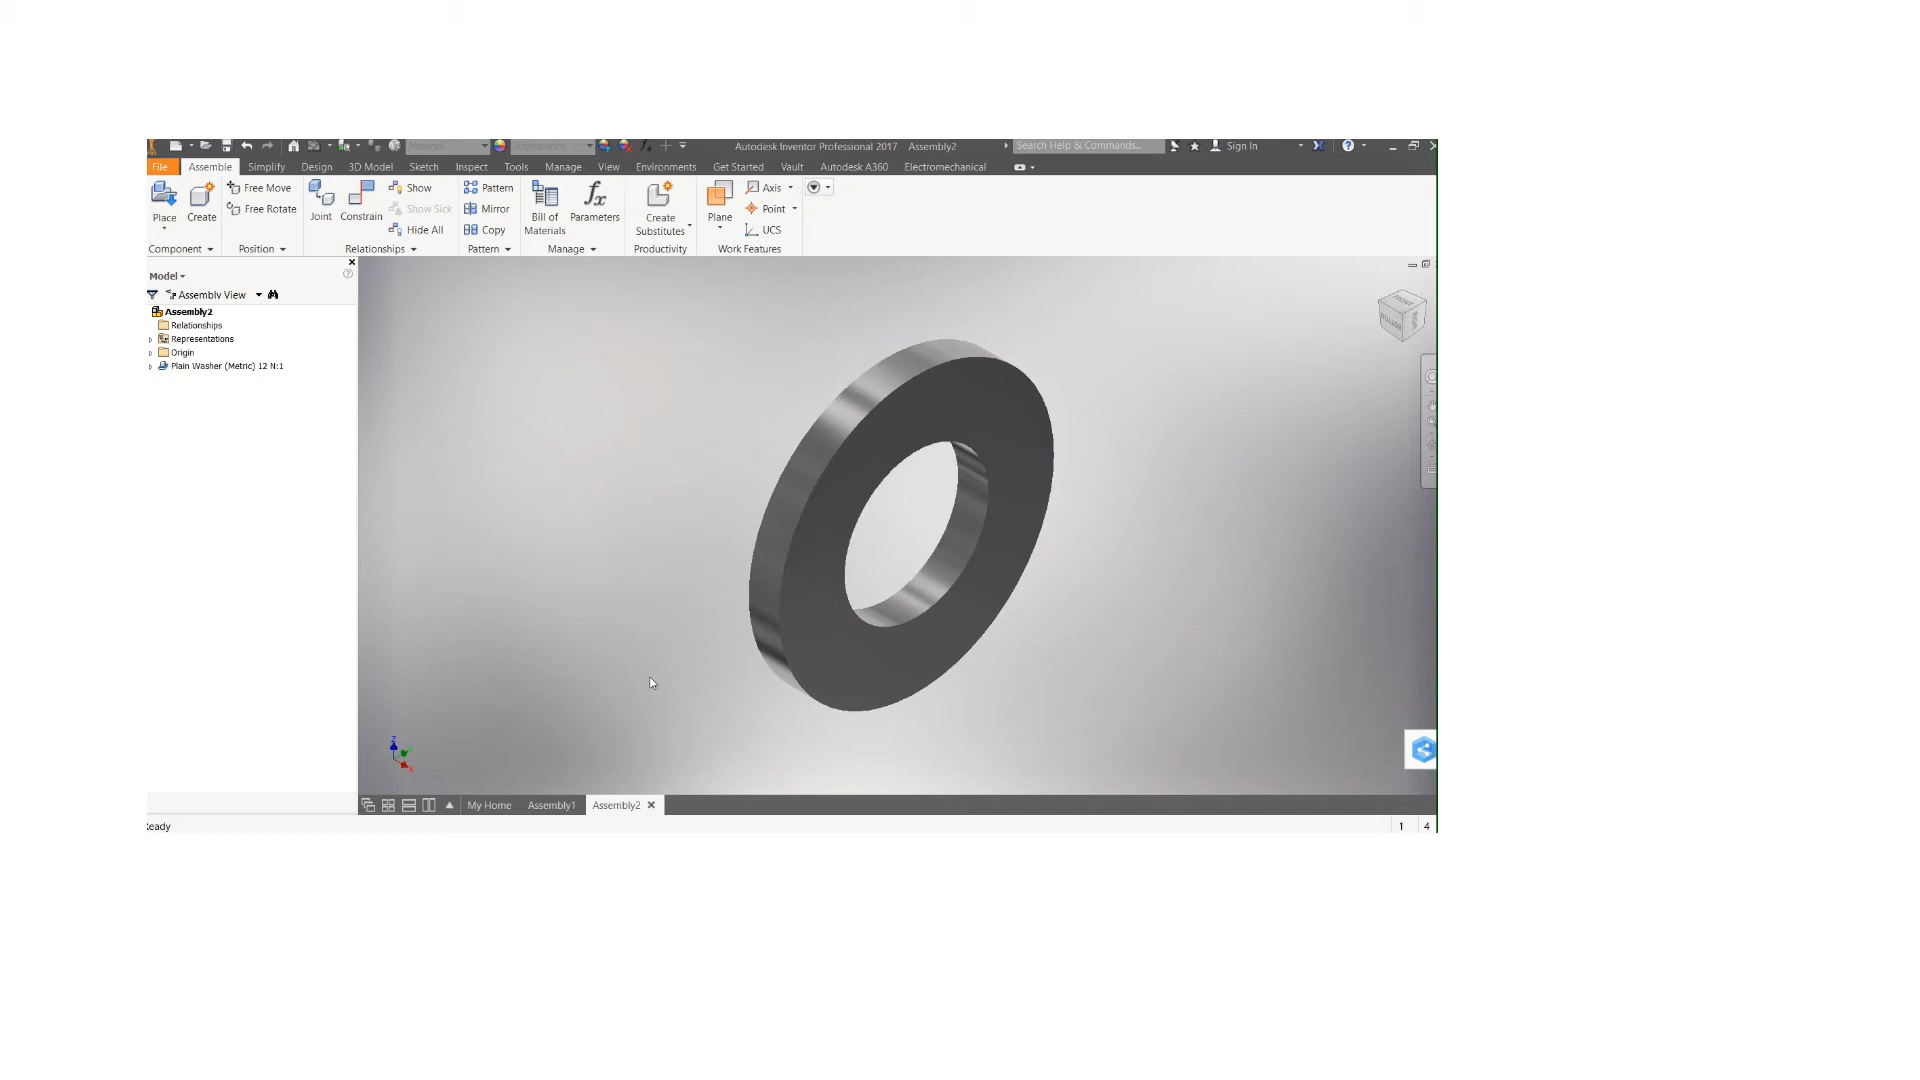 Autodesk Inventor Professional 2017 Assembly2
Search Help & Commands...
Sign In
File Assemble Simplify Design 3D Model Sketch Inspect Tools Manage View Environments Get Started Vault Autodesk A360 Electromechanical
Place
Create
Free Move
Free Rotate
Joint
Constrain
Show
Show Sick
Hide All
Pattern
Mirror
Copy
Bill of
Materials
Parameters
Create
Substitutes
Plane
Axis
Point
UCS
Component Position Relationships Pattern Manage Productivity Work Features
Model
Assembly View
Assembly2
Relationships
Representations
Origin
Plain Washer (Metric) 12 N:1
FRONT
BOTTOM
Z
X
My Home Assembly1 Assembly2
eady
1 4